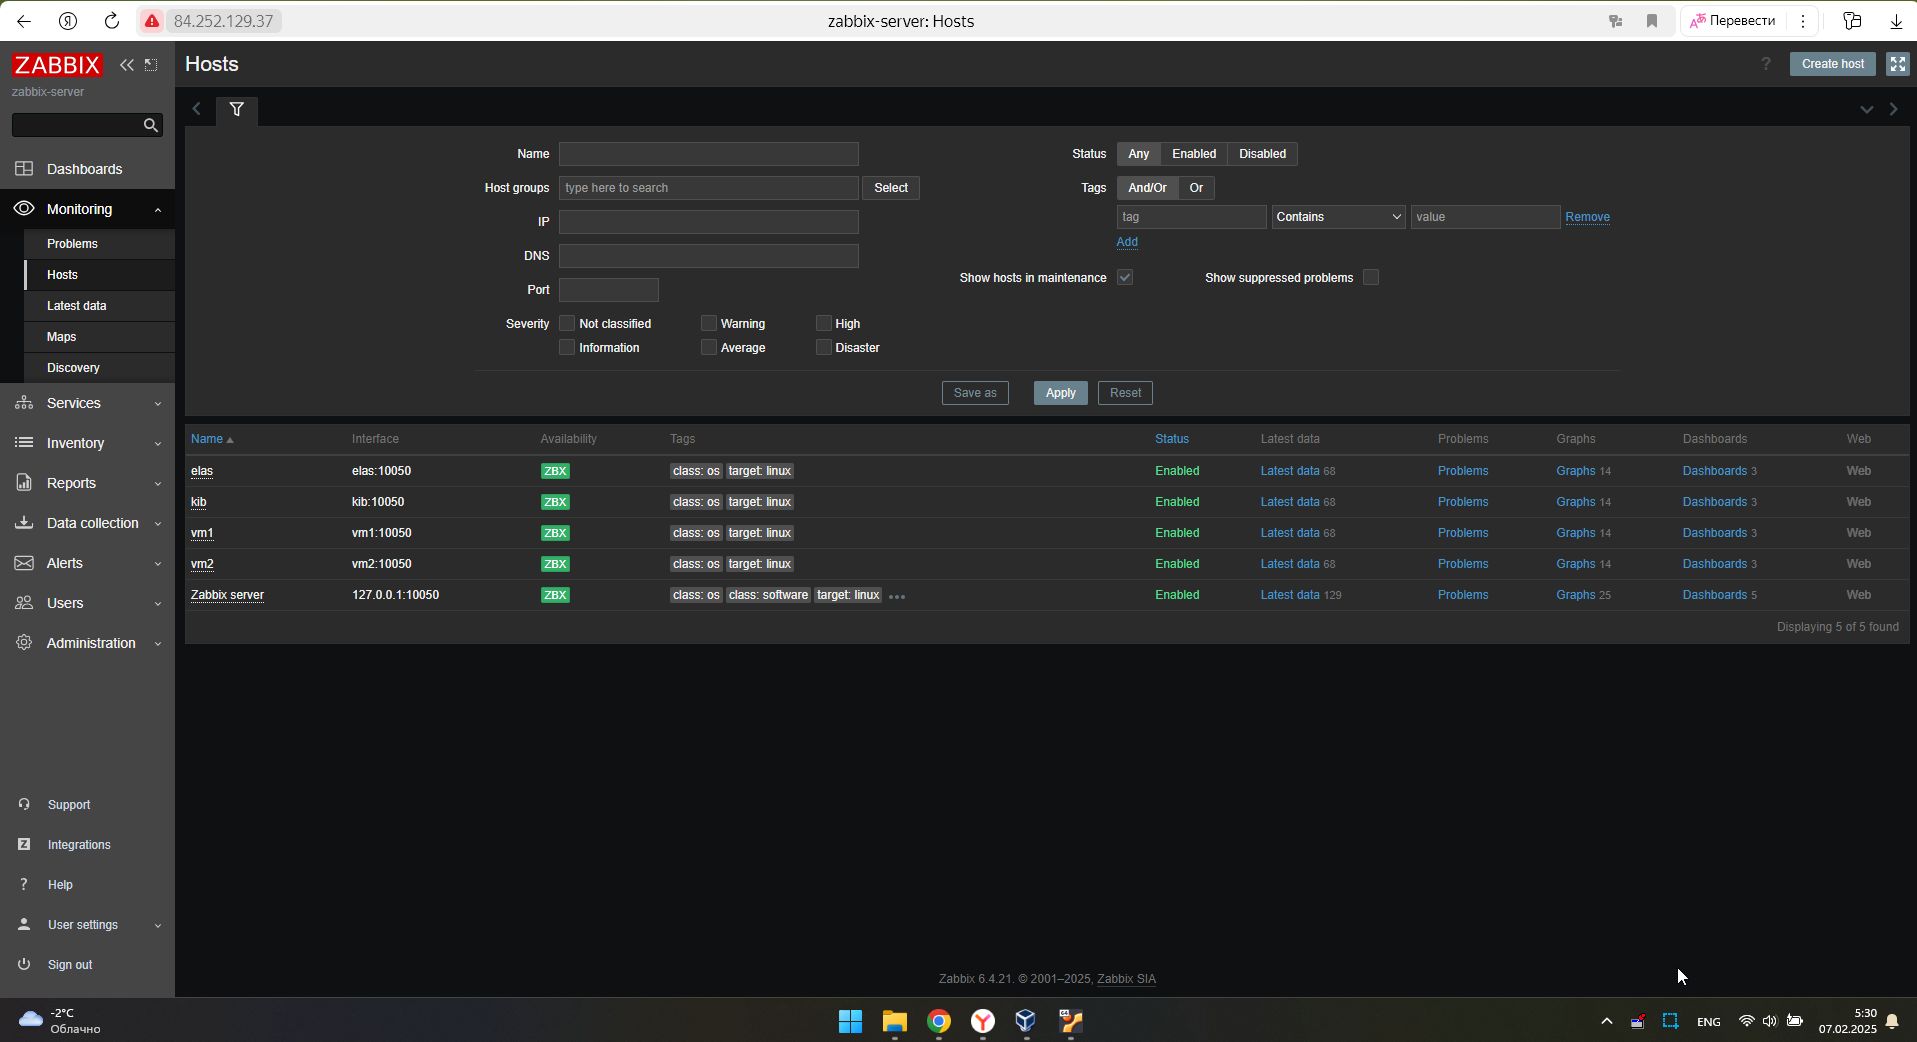 84.252.129.37
zabbix-server: Hosts
Перевести
ZABBIX
zabbix-server
Dashboards
Monitoring
Problems
Hosts
Latest data
Maps
Discovery
Services
Inventory
Reports
Data collection
Alerts
Users
Administration
Support
Integrations
Help
User settings
Sign out
Hosts
? Create host
Name
Host groups type here to search Select
IP
DNS
Port
Severity Not classified Warning High
Information Average Disaster
Status Any Enabled Disabled
Tags And/Or Or
tag Contains value Remove
Add
Show hosts in maintenance Show suppressed problems
Save as Apply Reset
Name Interface Availability Tags Status Latest data Problems Graphs Dashboards Web
elas elas:10050 ZBX class: os target: linux Enabled Latest data 68 Problems Graphs 14 Dashboards 3 Web
kib kib:10050 ZBX class: os target: linux Enabled Latest data 68 Problems Graphs 14 Dashboards 3 Web
vm1 vm1:10050 ZBX class: os target: linux Enabled Latest data 68 Problems Graphs 14 Dashboards 3 Web
vm2 vm2:10050 ZBX class: os target: linux Enabled Latest data 68 Problems Graphs 14 Dashboards 3 Web
Zabbix server 127.0.0.1:10050 ZBX class: os class: software target: linux ••• Enabled Latest data 129 Problems Graphs 25 Dashboards 5 Web
Displaying 5 of 5 found
Zabbix 6.4.21. © 2001–2025, Zabbix SIA
-2°C
Облачно
ENG
5:30
07.02.2025